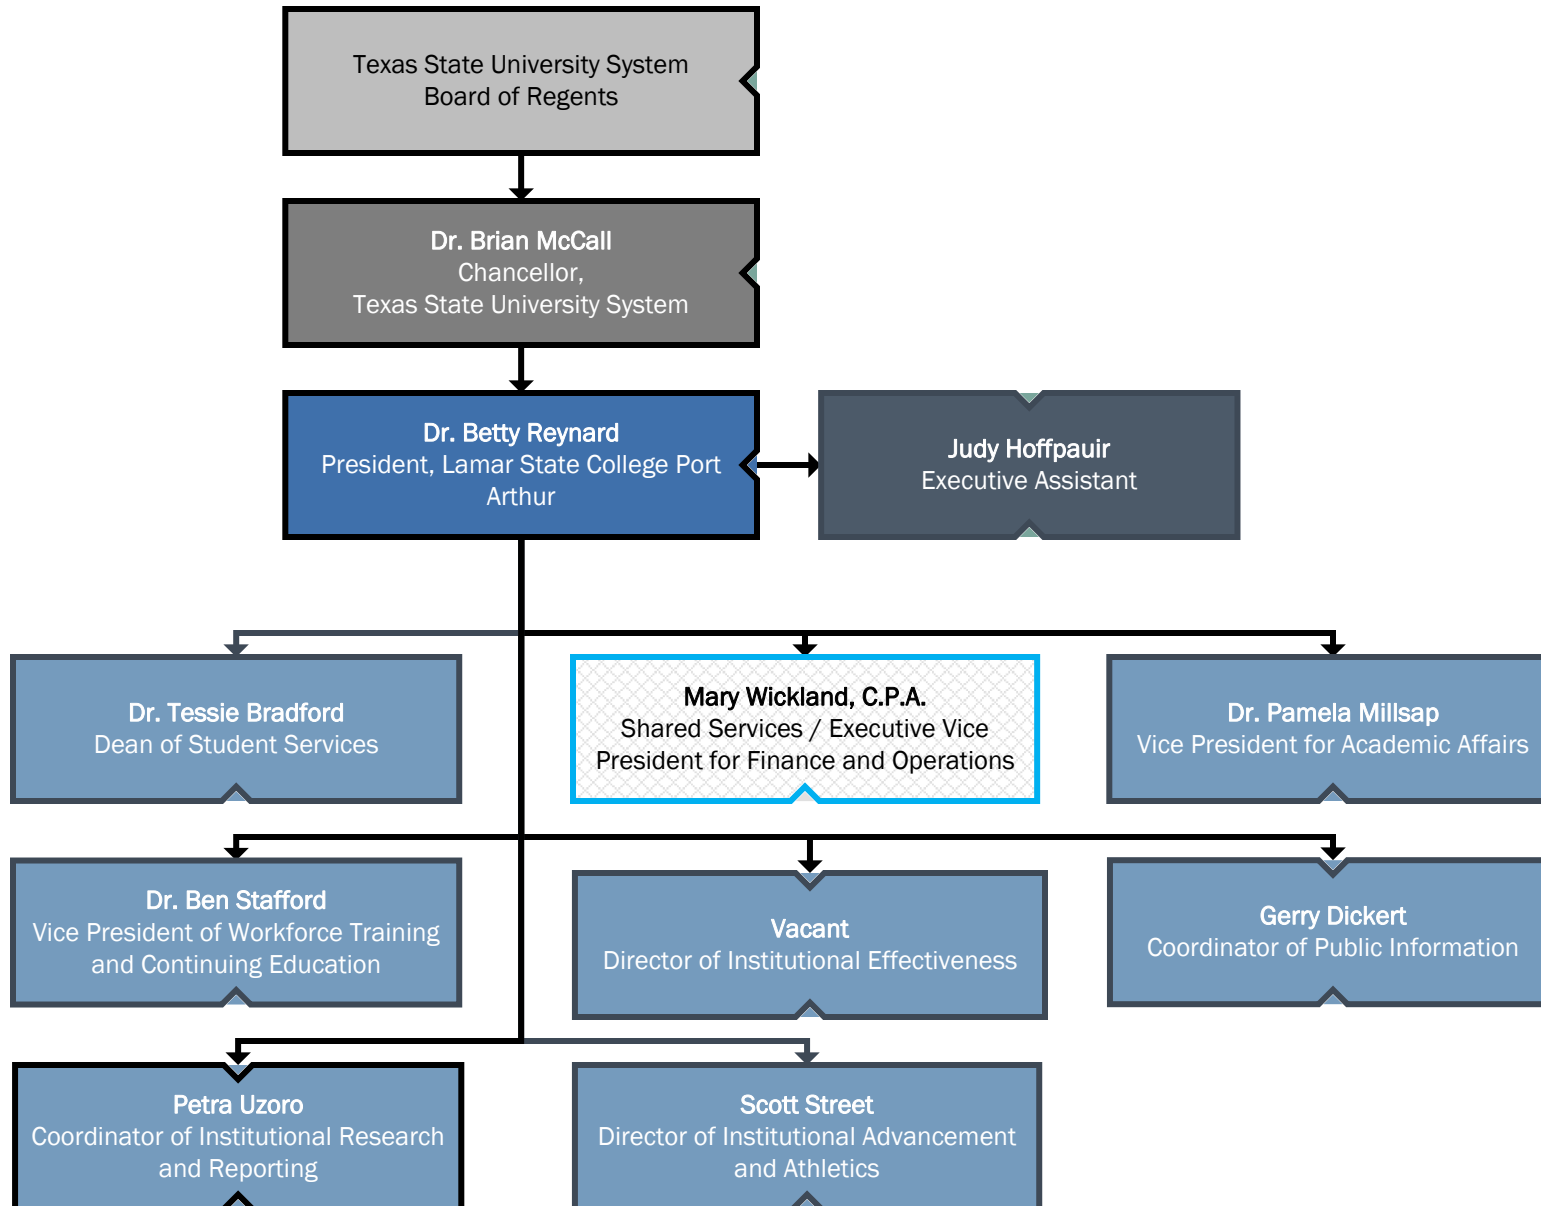 Texas State University System
Board of Regents
Dr. Brian McCall
Chancellor,
Texas State University System
Dr. Betty Reynard
President, Lamar State College Port
Arthur
Judy Hoffpauir
Executive Assistant
Dr. Tessie Bradford
Dean of Student Services
Mary Wickland, C.P.A.
Shared Services / Executive Vice
President for Finance and Operations
Dr. Pamela Millsap
Vice President for Academic Affairs
Dr. Ben Stafford
Vice President of Workforce Training
and Continuing Education
Vacant
Director of Institutional Effectiveness
Gerry Dickert
Coordinator of Public Information
Petra Uzoro
Coordinator of Institutional Research
and Reporting
Scott Street
Director of Institutional Advancement
and Athletics